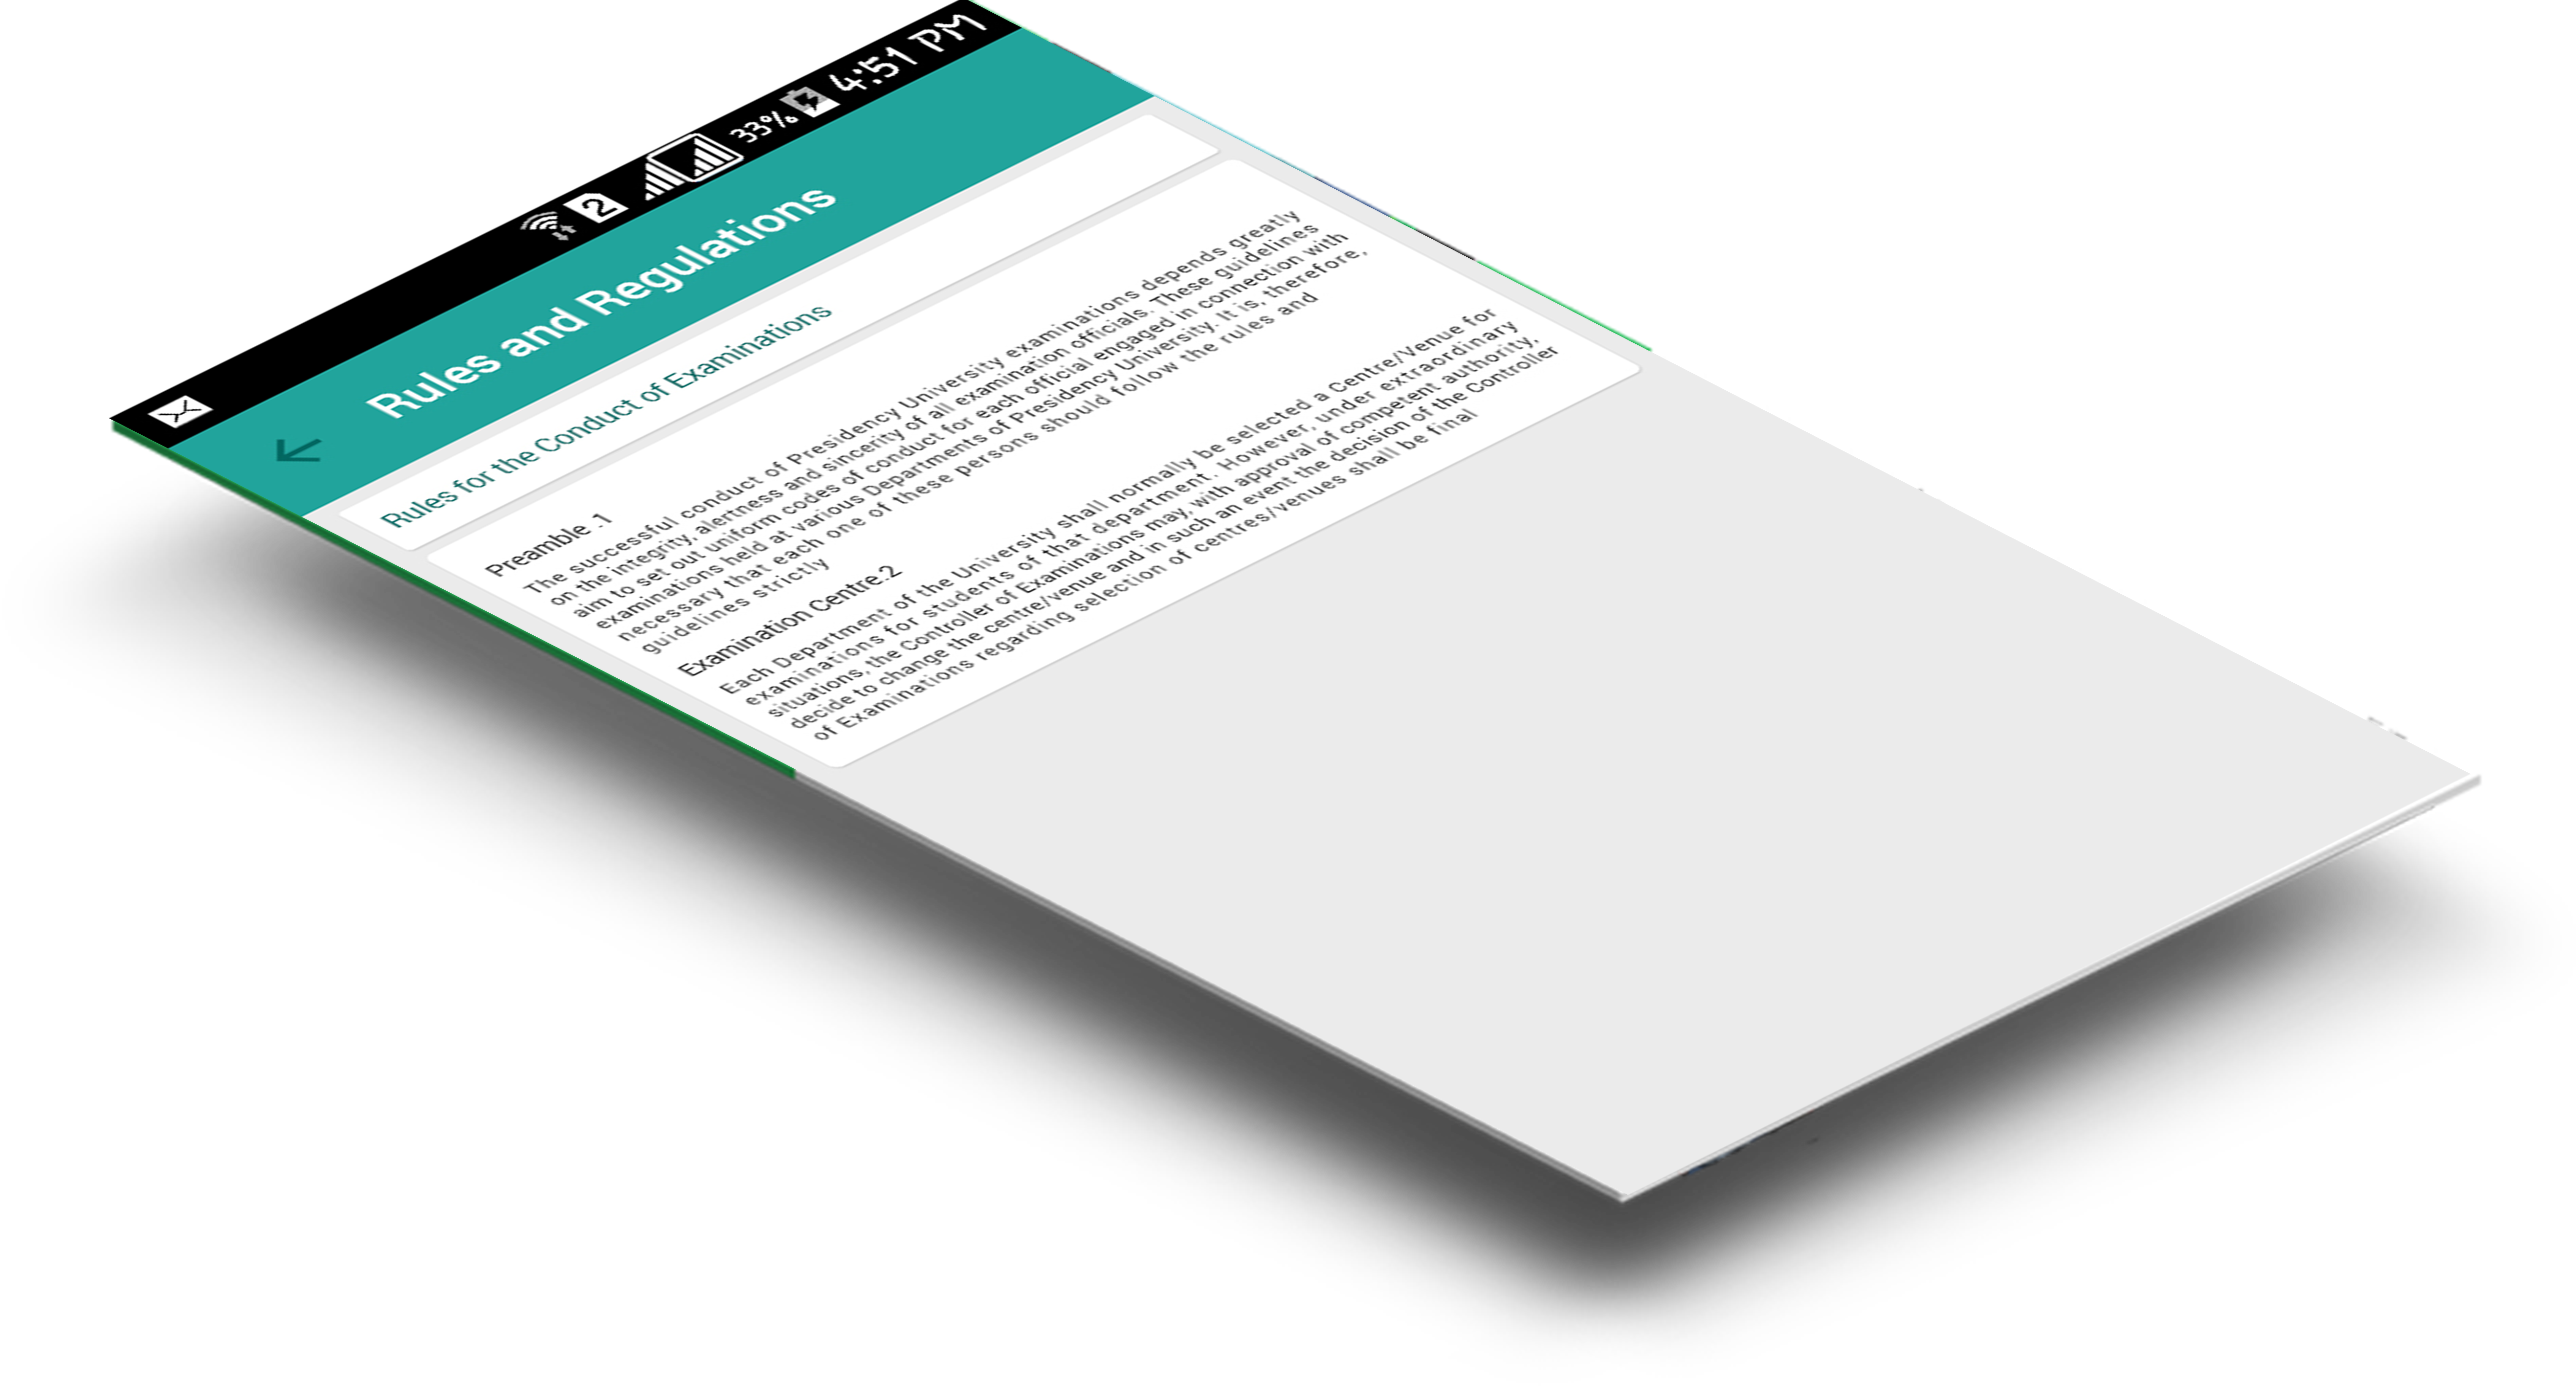 2 33% 4:51 PM
Rules and Regulations
Rules for the Conduct of Examinations
Preamble .1
The successful conduct of Presidency University examinations depends greatly
on the integrity, alertness and sincerity of all examination officials. These guidelines
aim to set out uniform codes of conduct for each official engaged in connection with
examinations held at various Departments of Presidency University. It is, therefore,
necessary that each one of these persons should follow the rules and
guidelines strictly
Examination Centre.2
Each Department of the University shall normally be selected a Centre/Venue for
examinations for students of that department. However, under extraordinary
situations, the Controller of Examinations may, with approval of competent authority,
decide to change the centre/venue and in such an event the decision of the Controller
of Examinations regarding selection of centres/venues shall be final